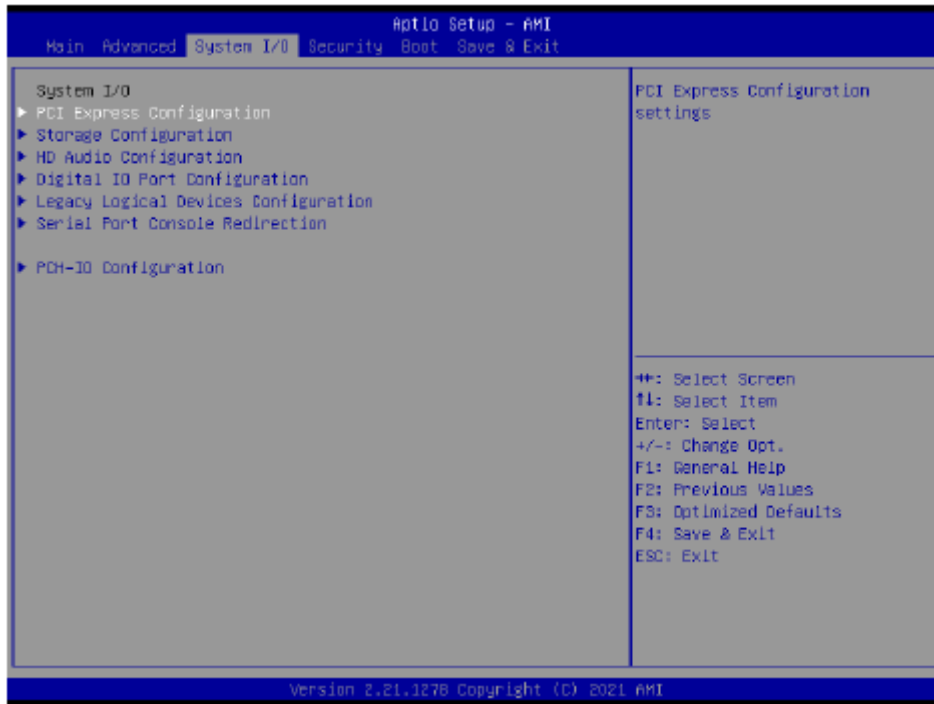 Aptio Setup - AMI
Main Advanced System I/O Security Boot Save & Exit
System I/O
► PCI Express Configuration
► Storage Configuration
► HD Audio Configuration
► Digital IO Port Configuration
► Legacy Logical Devices Configuration
► Serial Port Console Redirection
► PCH-IO Configuration
PCI Express Configuration
settings
→←: Select Screen
↑↓: Select Item
Enter: Select
+/-: Change Opt.
F1: General Help
F2: Previous Values
F3: Optimized Defaults
F4: Save & Exit
ESC: Exit
Version 2.21.1278 Copyright (C) 2021 AMI